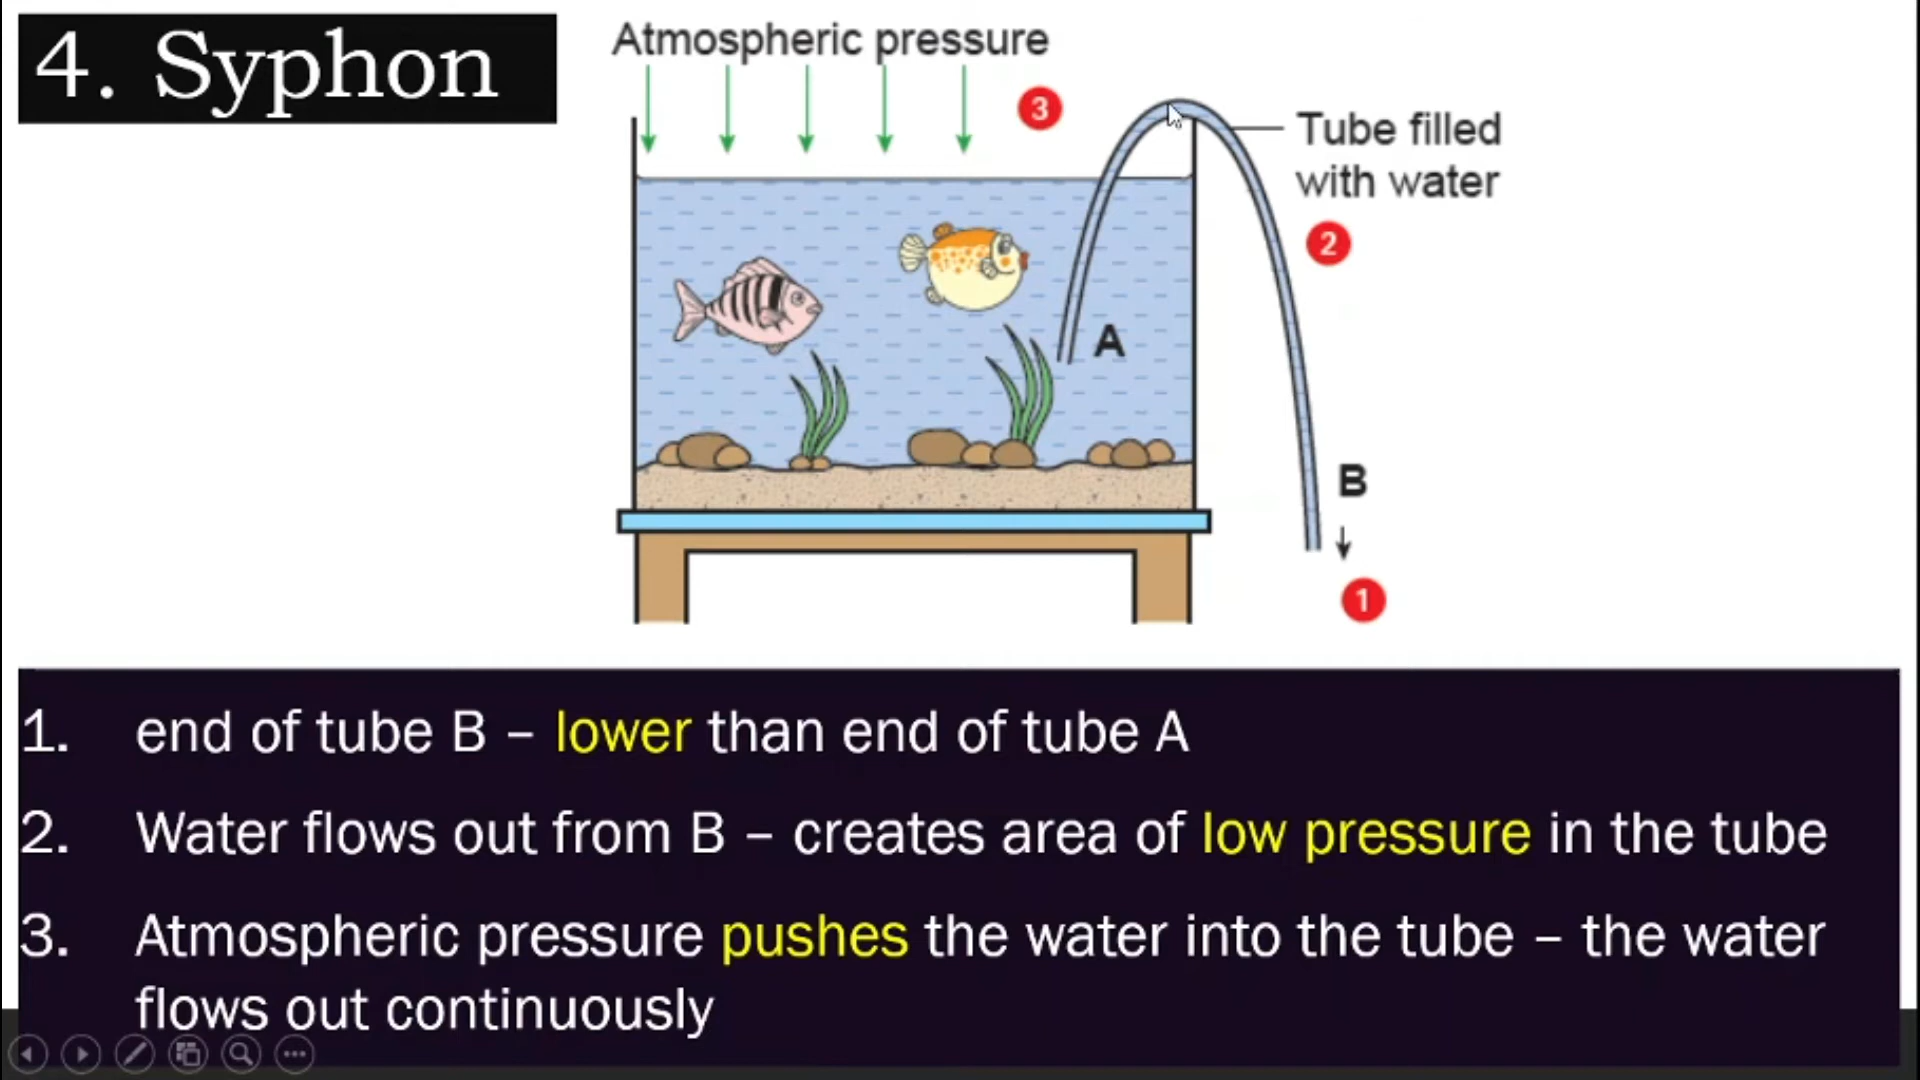 4. Syphon
Atmospheric pressure
3
Tube filled
with water
2
A
B
1
1. end of tube B – lower than end of tube A
2. Water flows out from B – creates area of low pressure in the tube
3. Atmospheric pressure pushes the water into the tube – the water
flows out continuously